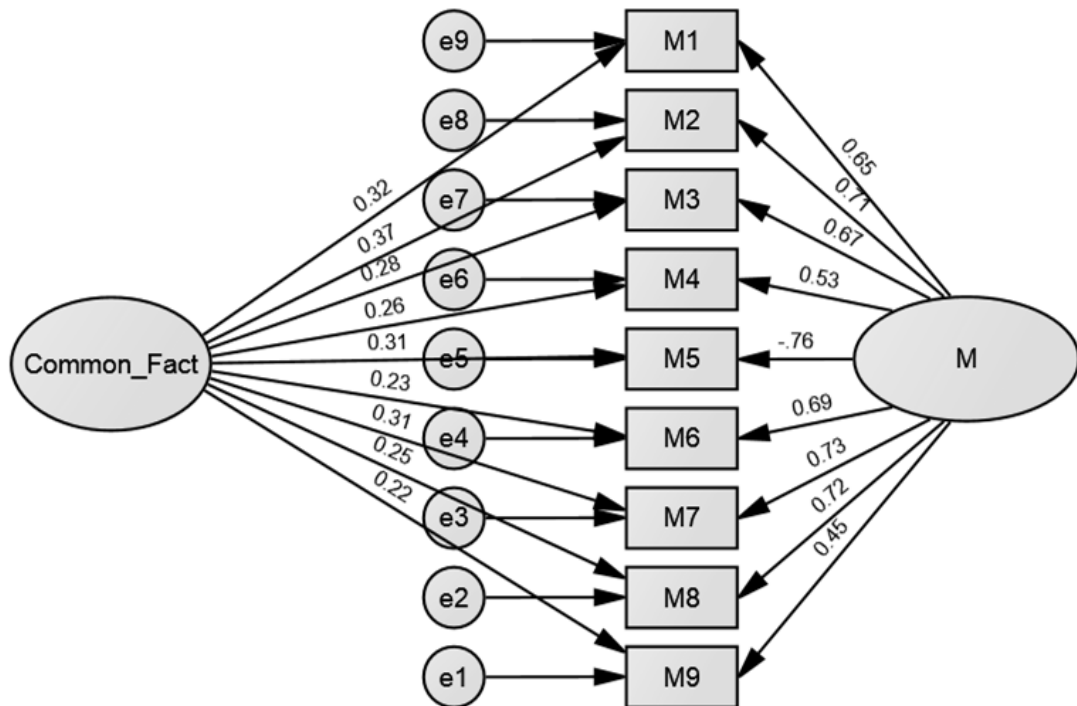 e9
M1
e8
M2
e7
M3
e6
M4
e5
M5
e4
M6
e3
M7
e2
M8
e1
M9
Common_Fact
M
0.32
0.37
0.28
0.26
0.31
0.23
0.31
0.25
0.22
0.65
0.71
0.67
0.53
-.76
0.69
0.73
0.72
0.45